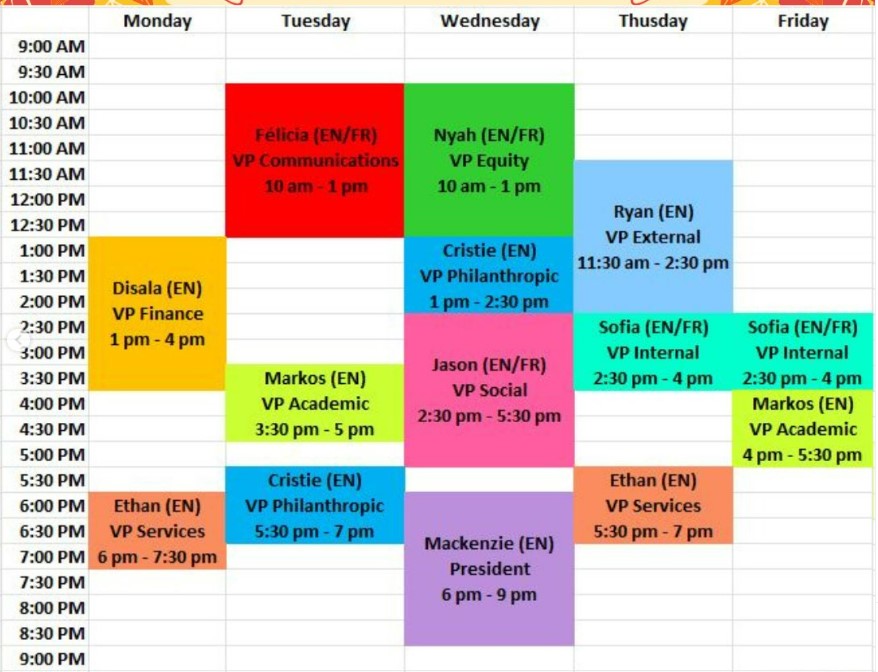 Monday Tuesday Wednesday Thusday Friday
9:00 AM
9:30 AM
10:00 AM
10:30 AM
11:00 AM
11:30 AM
12:00 PM
12:30 PM
1:00 PM
1:30 PM
2:00 PM
2:30 PM
3:00 PM
3:30 PM
4:00 PM
4:30 PM
5:00 PM
5:30 PM
6:00 PM
6:30 PM
7:00 PM
7:30 PM
8:00 PM
8:30 PM
9:00 PM
Disala (EN)
VP Finance
1 pm - 4 pm
Ethan (EN)
VP Services
6 pm - 7:30 pm
Félicia (EN/FR)
VP Communications
10 am - 1 pm
Markos (EN)
VP Academic
3:30 pm - 5 pm
Cristie (EN)
VP Philanthropic
5:30 pm - 7 pm
Nyah (EN/FR)
VP Equity
10 am - 1 pm
Cristie (EN)
VP Philanthropic
1 pm - 2:30 pm
Jason (EN/FR)
VP Social
2:30 pm - 5:30 pm
Mackenzie (EN)
President
6 pm - 9 pm
Ryan (EN)
VP External
11:30 am - 2:30 pm
Sofia (EN/FR)
VP Internal
2:30 pm - 4 pm
Ethan (EN)
VP Services
5:30 pm - 7 pm
Sofia (EN/FR)
VP Internal
2:30 pm - 4 pm
Markos (EN)
VP Academic
4 pm - 5:30 pm